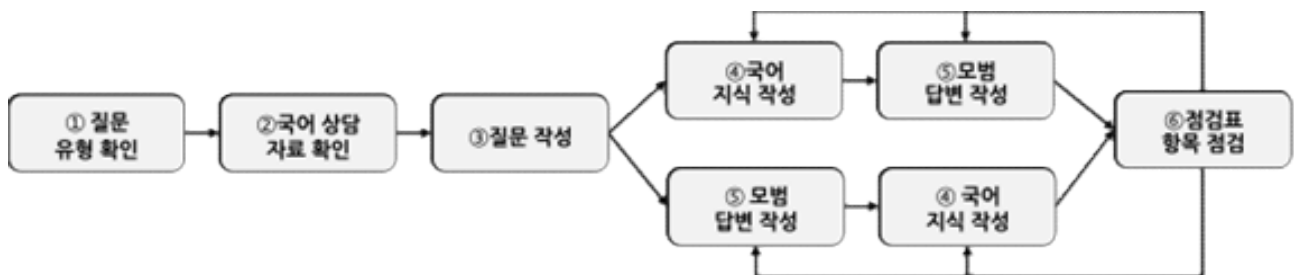 ① 질문
유형 확인
②국어 상담
자료 확인
③질문 작성
④국어
지식 작성
⑤모범
답변 작성
⑤ 모범
답변 작성
④ 국어
지식 작성
⑥점검표
항목 점검